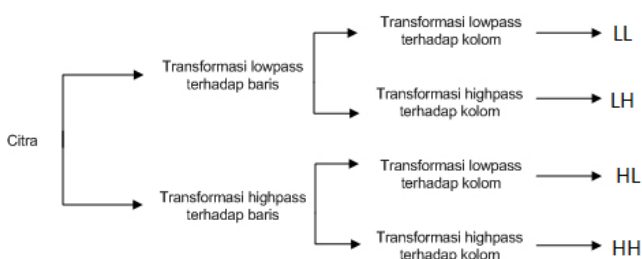 Transformasi lowpass
terhadap kolom
LL
Transformasi lowpass
terhadap baris
Transformasi highpass
terhadap kolom
LH
Citra
Transformasi lowpass
terhadap kolom
HL
Transformasi highpass
terhadap baris
Transformasi highpass
terhadap kolom
HH